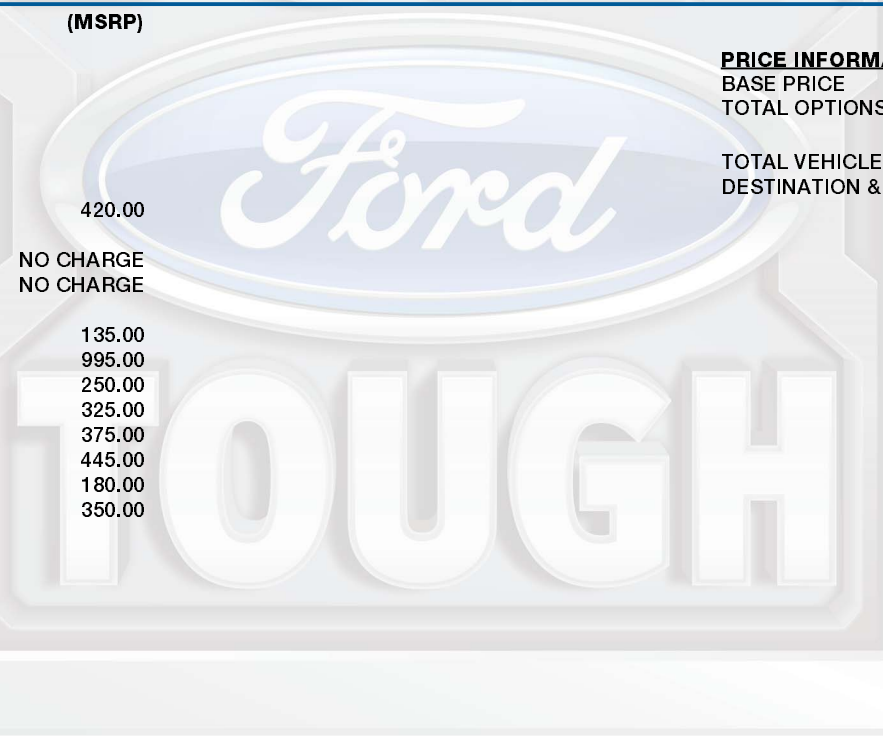 (MSRP)
PRICE INFORM
BASE PRICE
TOTAL OPTIONS
TOTAL VEHICLE
DESTINATION &
420.00
NO CHARGE
NO CHARGE
135.00
995.00
250.00
325.00
375.00
445.00
180.00
350.00
Ford
TOUGH